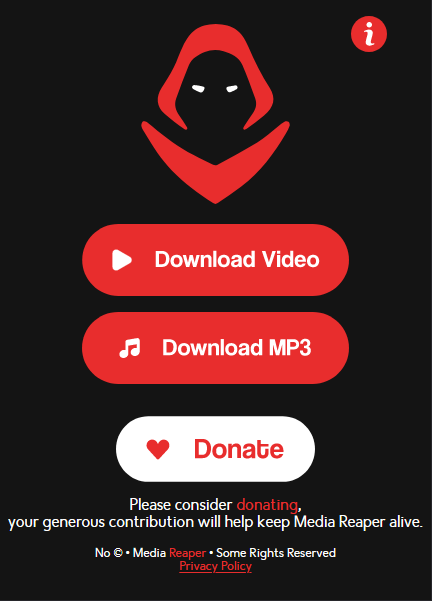 i
Download Video
Download MP3
Donate
Please consider donating,
your generous contribution will help keep Media Reaper alive.
No © • Media Reaper • Some Rights Reserved
Privacy Policy